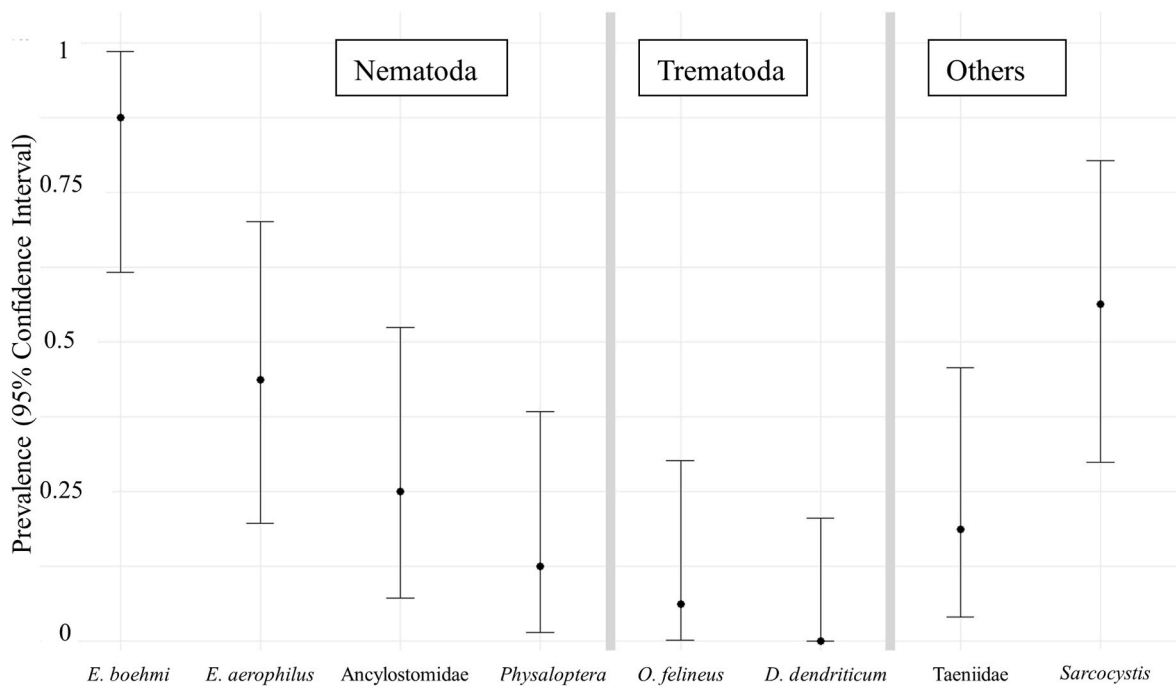 Nematoda
Trematoda
Others
Prevalence (95% Confidence Interval)
1
0.75
0.5
0.25
0
E. boehmi
E. aerophilus
Ancylostomidae
Physaloptera
O. felineus
D. dendriticum
Taeniidae
Sarcocystis